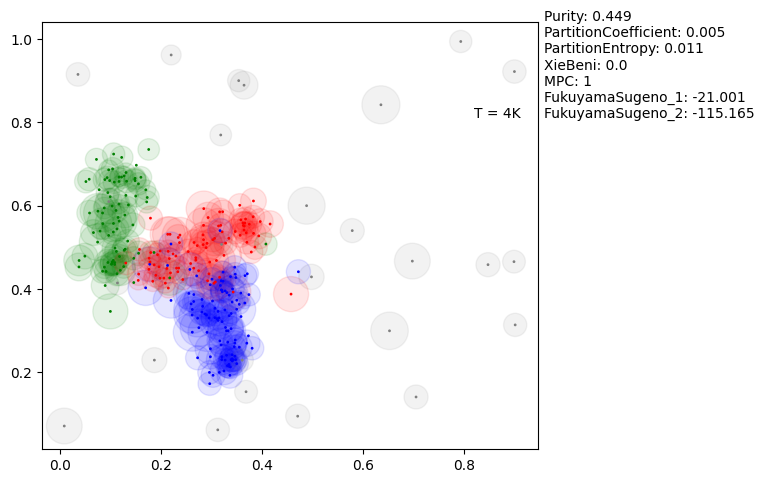 Purity: 0.449
PartitionCoefficient: 0.005
PartitionEntropy: 0.011
XieBeni: 0.0
MPC: 1
FukuyamaSugeno_1: -21.001
FukuyamaSugeno_2: -115.165
T = 4K
1.0
0.8
0.6
0.4
0.2
0.0 0.2 0.4 0.6 0.8